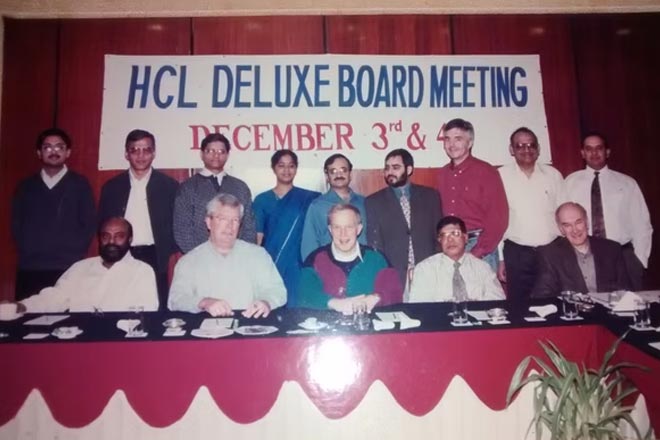 HCL DELUXE BOARD MEETING
DECEMBER 3rd & 4